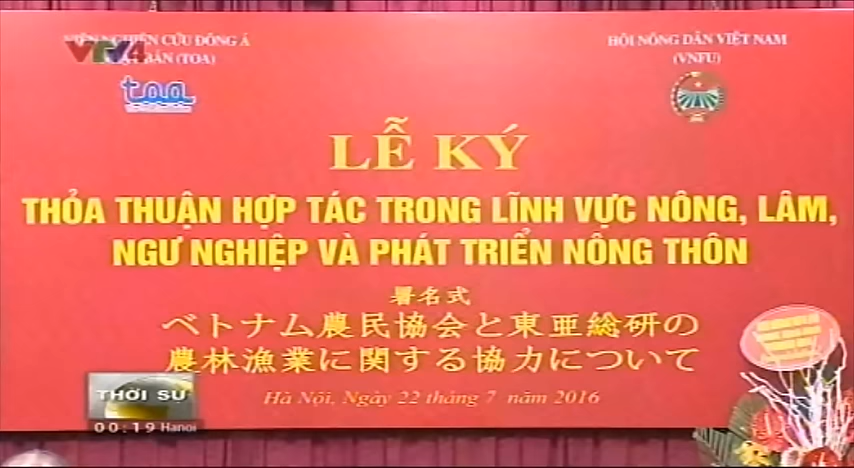 VIỆN NGHIÊN CỨU ĐÔNG Á
BẢN (TOA)
VTV4
toa
HỘI NÔNG DÂN VIỆT NAM
(VNFU)
LỄ KÝ
THỎA THUẬN HỢP TÁC TRONG LĨNH VỰC NÔNG, LÂM,
NGƯ NGHIỆP VÀ PHÁT TRIỂN NÔNG THÔN
署名式
ベトナム農民協会と東亜総研の
農林漁業に関する協力について
Hà Nội, Ngày 22 tháng 7 năm 2016
THỜI SỰ
00:19 Hanoi